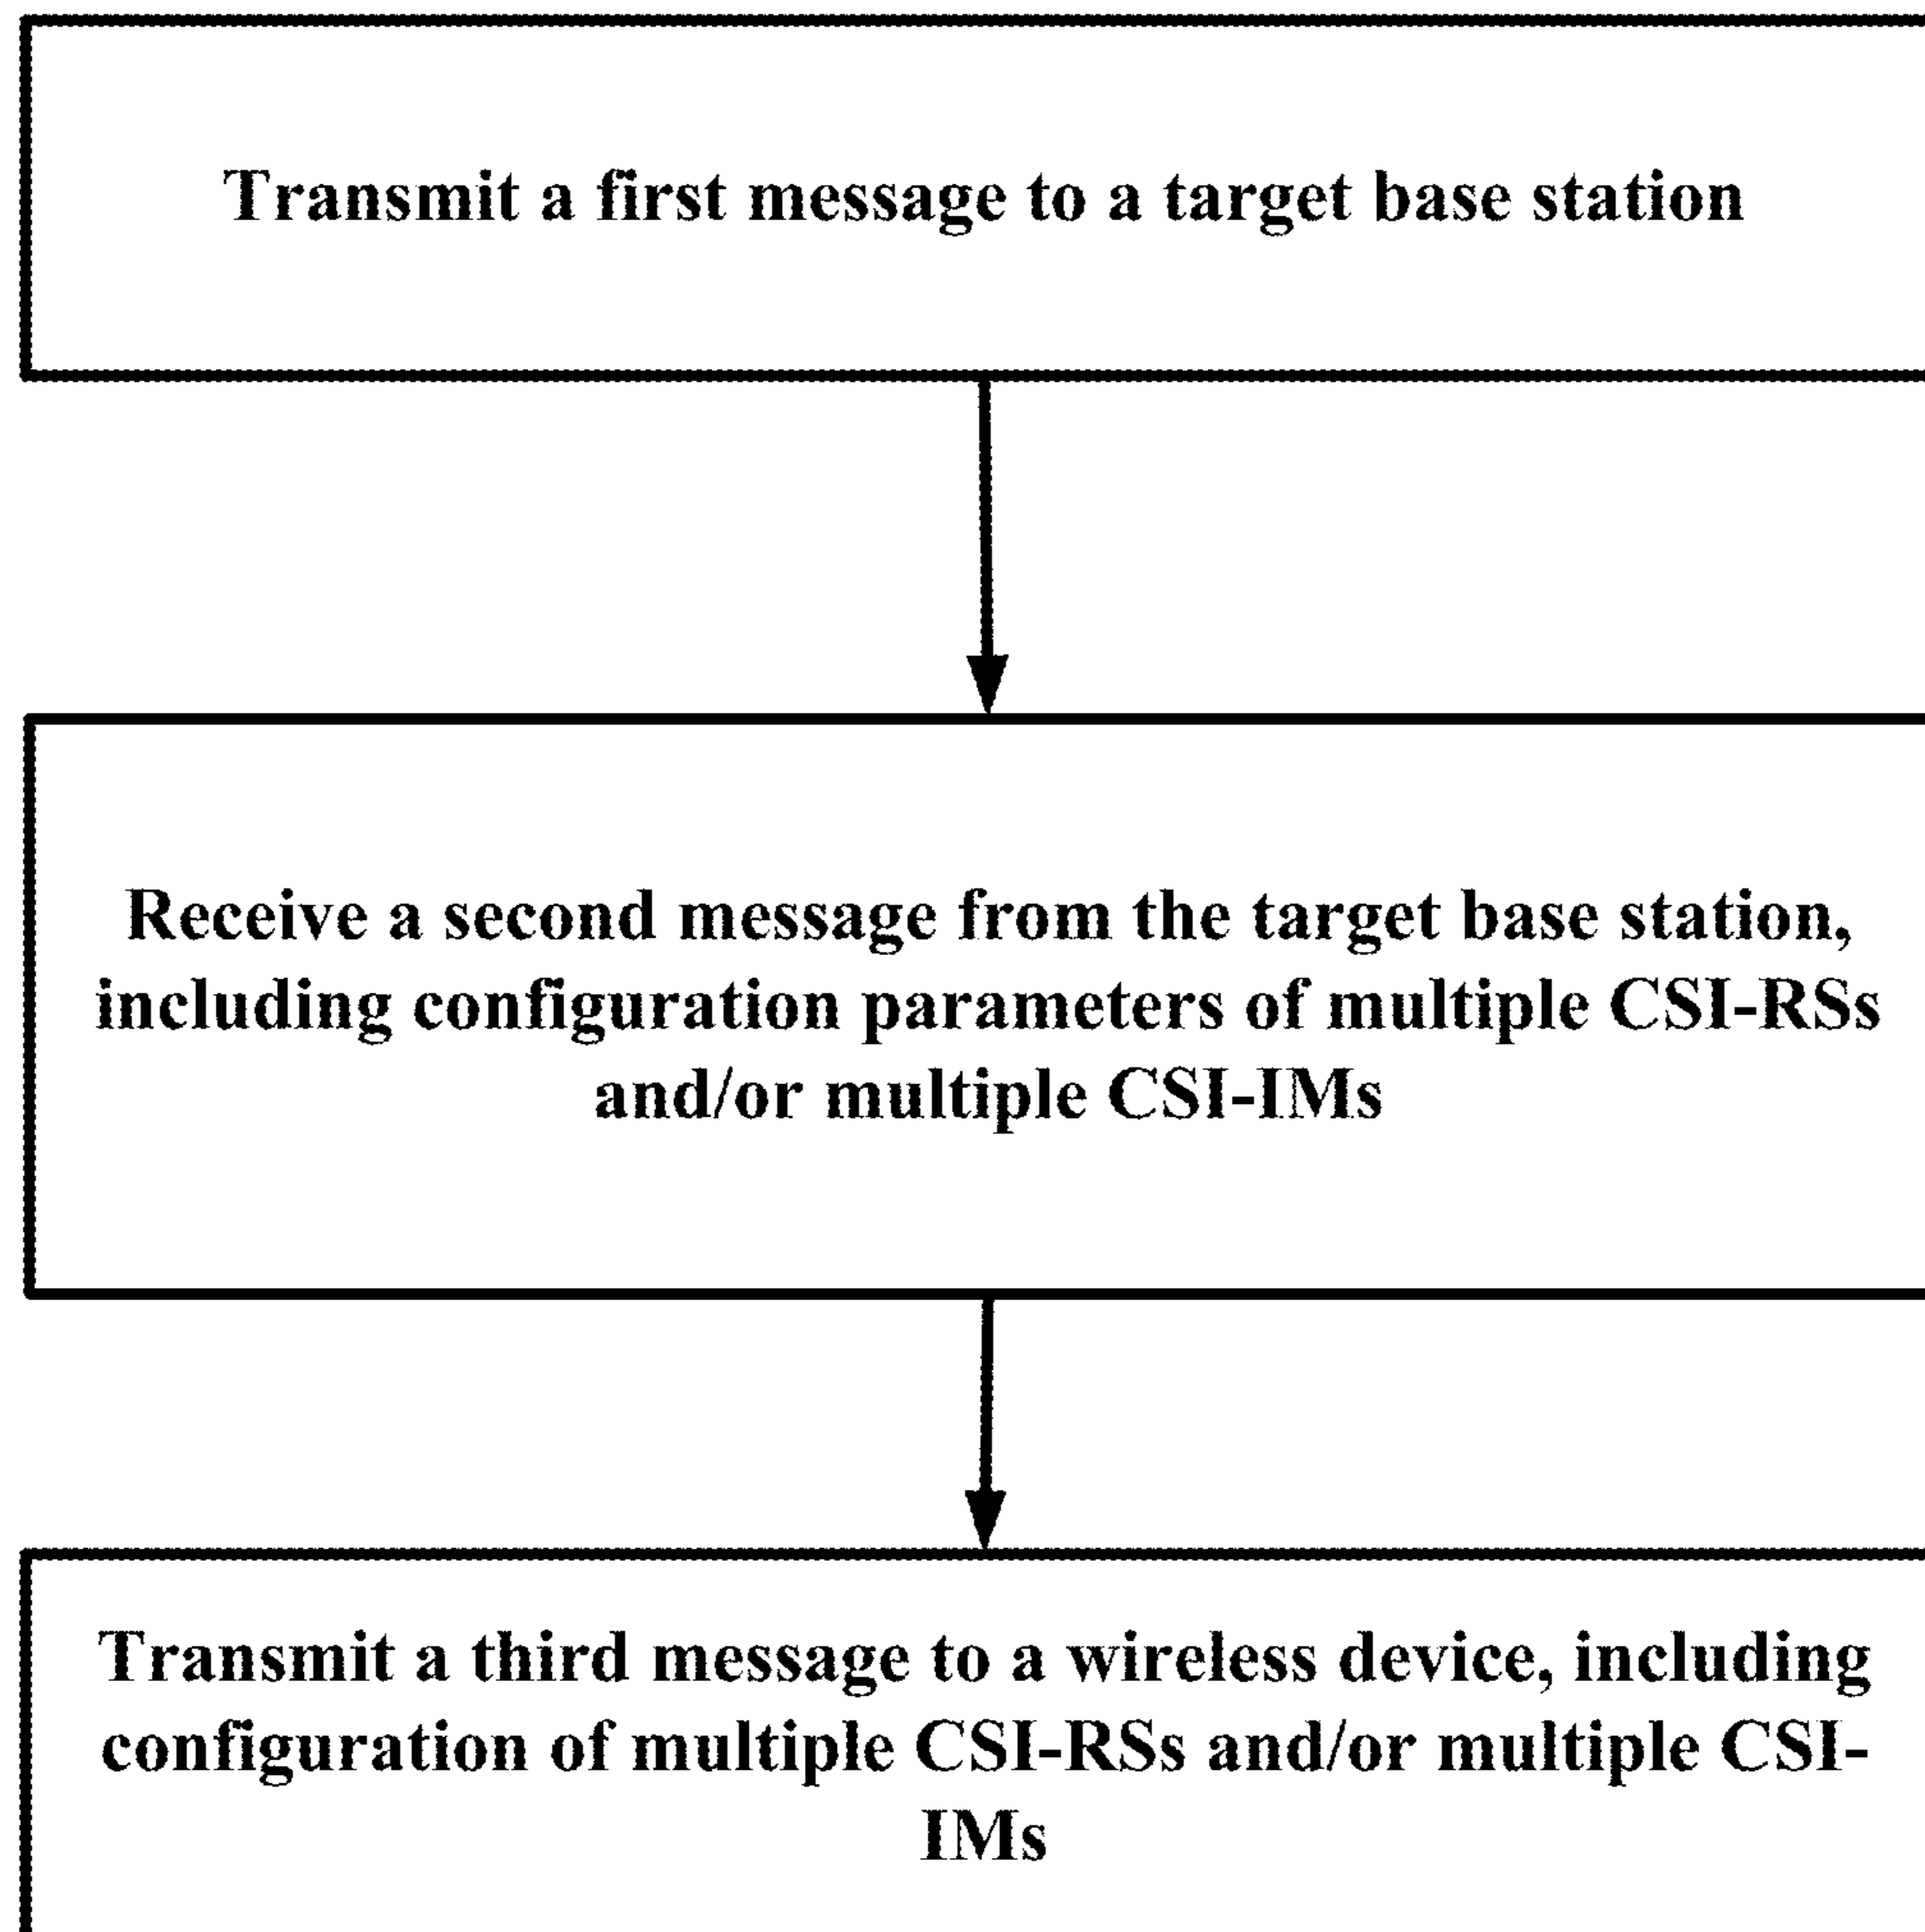 Transmit a first message to a target base station
Receive a second message from the target base station,
including configuration parameters of multiple CSI-RSs
and/or multiple CSI-IMs
Transmit a third message to a wireless device, including
configuration of multiple CSI-RSs and/or multiple CSI-
IMs